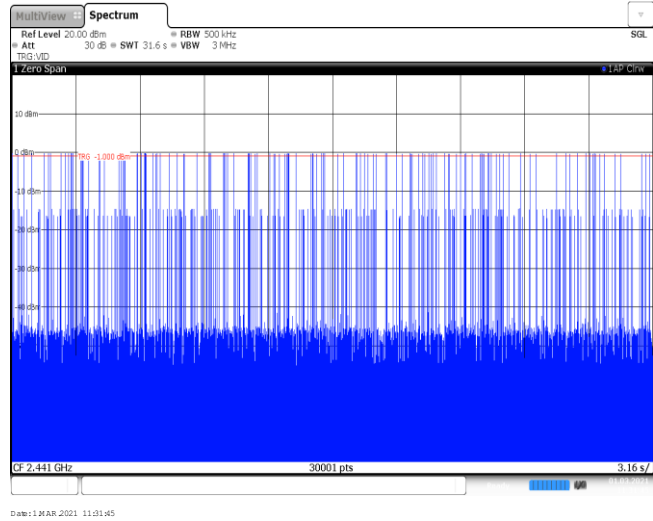 MultiView Spectrum
Ref Level 20.00 dBm RBW 500 kHz SGL
Att 30 dB SWT 31.6 s VBW 3 MHz
TRG:VID
1 Zero Span 1AP Clrw
10 dBm
0 dBm
TRG -1.000 dBm
-10 dBm
-20 dBm
-30 dBm
-40 dBm
CF 2.441 GHz 30001 pts 3.16 s/
01.03.2021
Date: 1.MAR.2021 11:31:45